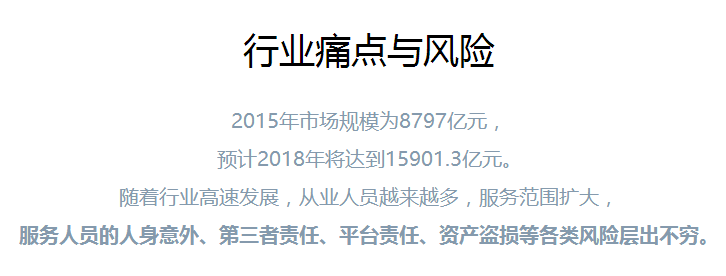 行业痛点与风险
2015年市场规模为8797亿元，
预计2018年将达到15901.3亿元。
随着行业高速发展，从业人员越来越多，服务范围扩大，
服务人员的人身意外、第三者责任、平台责任、资产盗损等各类风险层出不穷。